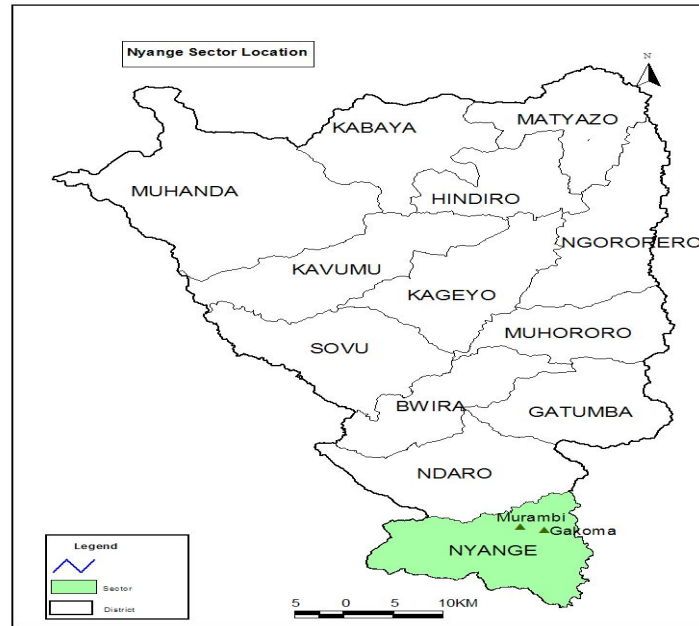 Nyange Sector Location
N
KABAYA
MATYAZO
MUHANDA
HINDIRO
NGORORERO
KAVUMU
KAGEYO
MUHORORO
SOVU
BWIRA
GATUMBA
NDARO
Murambi
Gakoma
NYANGE
Legend
Sector
District
5 0 5 10KM